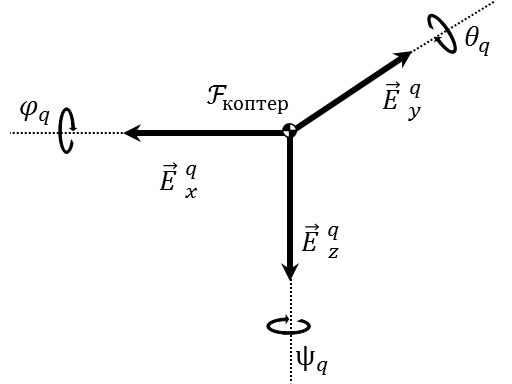 θ_q
E⃗_y^q
ℱ_коптер
φ_q
E⃗_x^q
E⃗_z^q
ψ_q